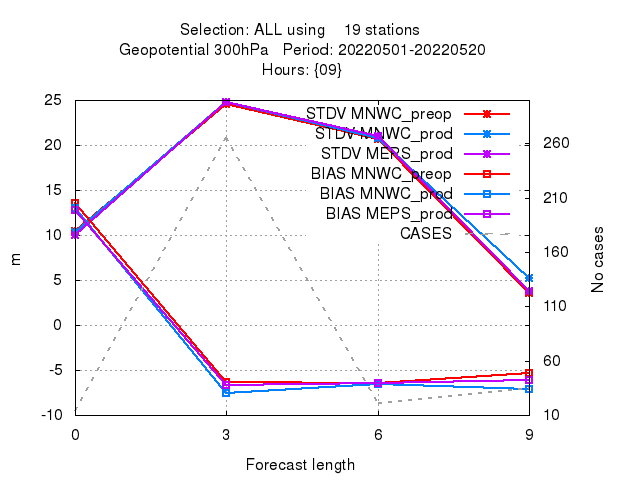 Selection: ALL using 19 stations
Geopotential 300hPa Period: 20220501-20220520
Hours: {09}
25
20
15
10
5
0
-5
-10
m
STDV MNWC_preop
STDV MNWC_prod
STDV MEPS_prod
BIAS MNWC_preop
BIAS MNWC_prod
BIAS MEPS_prod
CASES
260
210
160
110
60
10
No cases
0 3 6 9
Forecast length